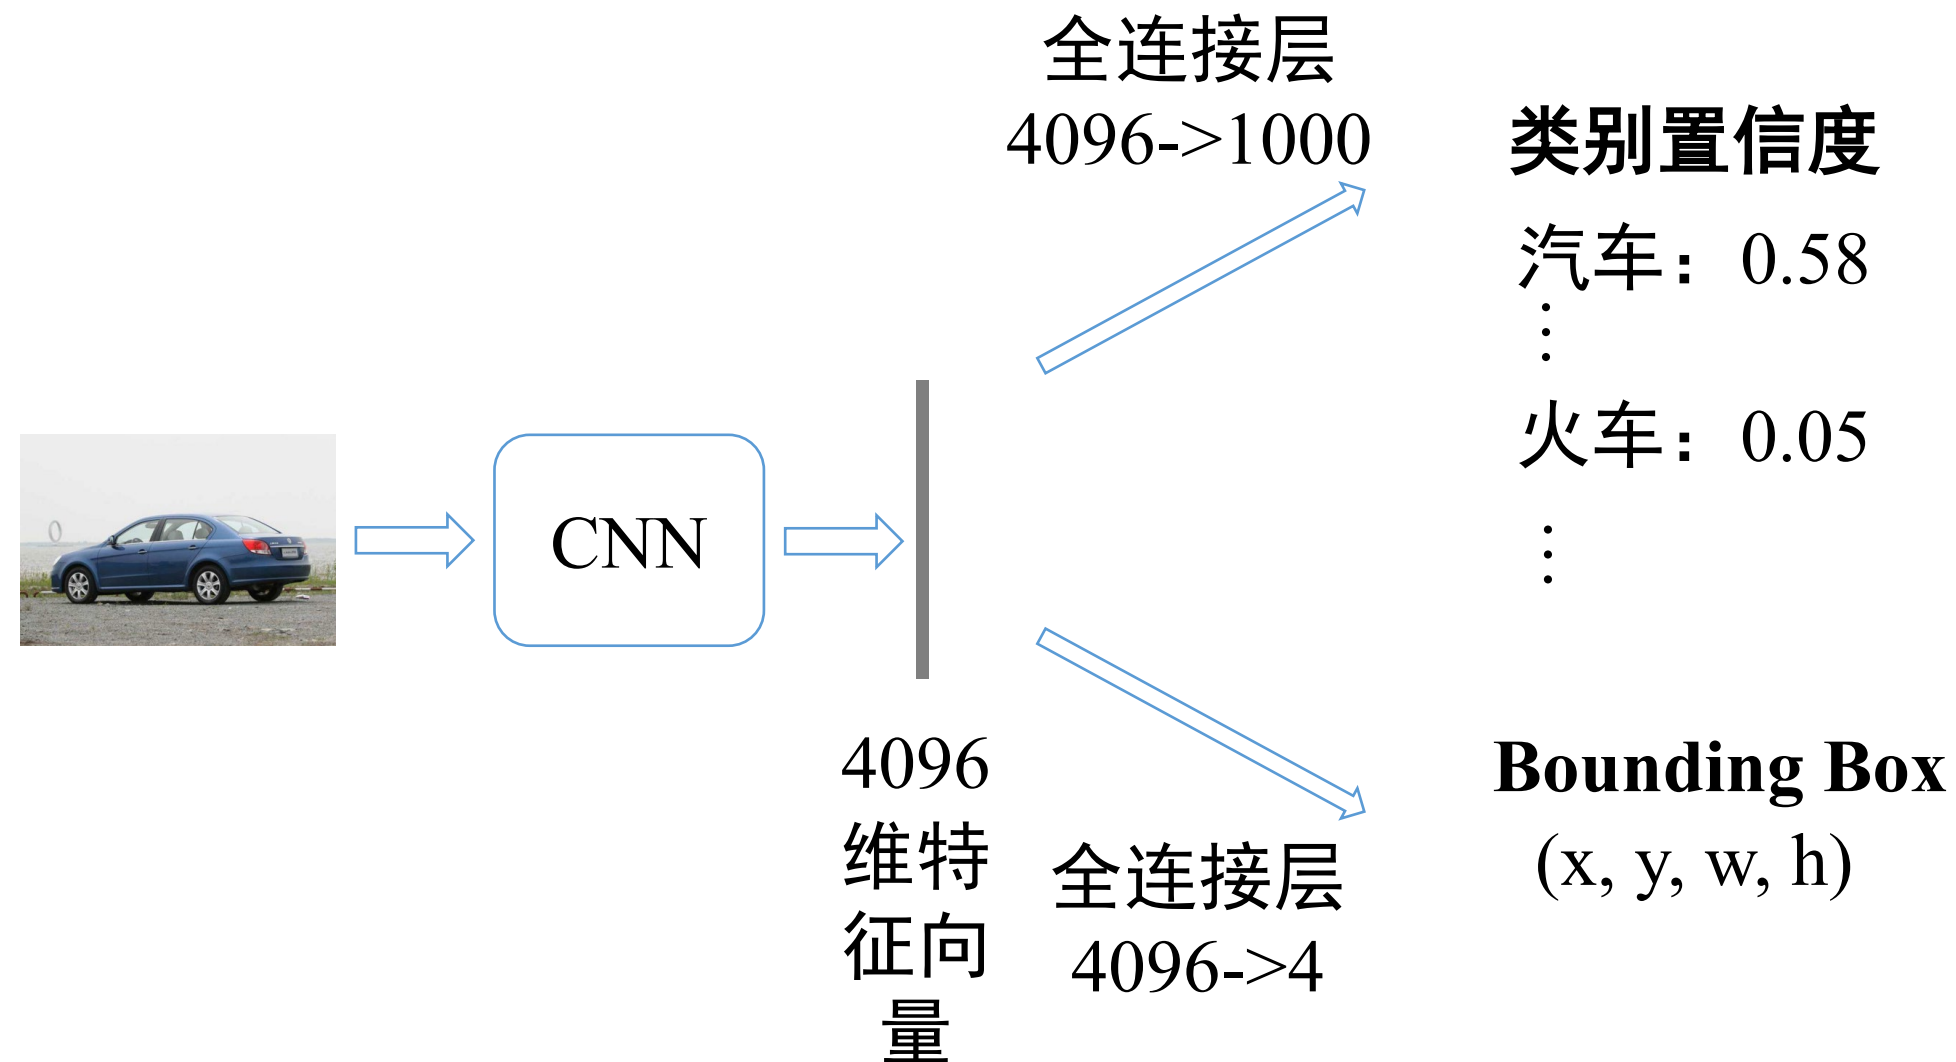 全连接层
4096->1000
类别置信度
汽车：0.58
⋮
火车：0.05
⋮
CNN
4096
维特
征向
量
全连接层
4096->4
Bounding Box
(x, y, w, h)